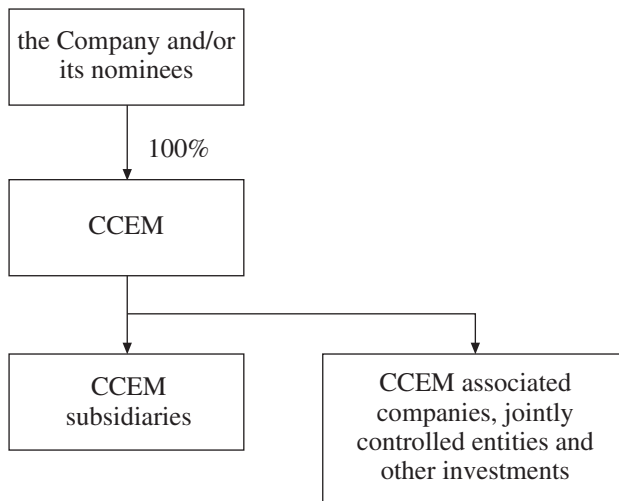 the Company and/or
its nominees
100%
CCEM
CCEM
subsidiaries
CCEM associated
companies, jointly
controlled entities and
other investments